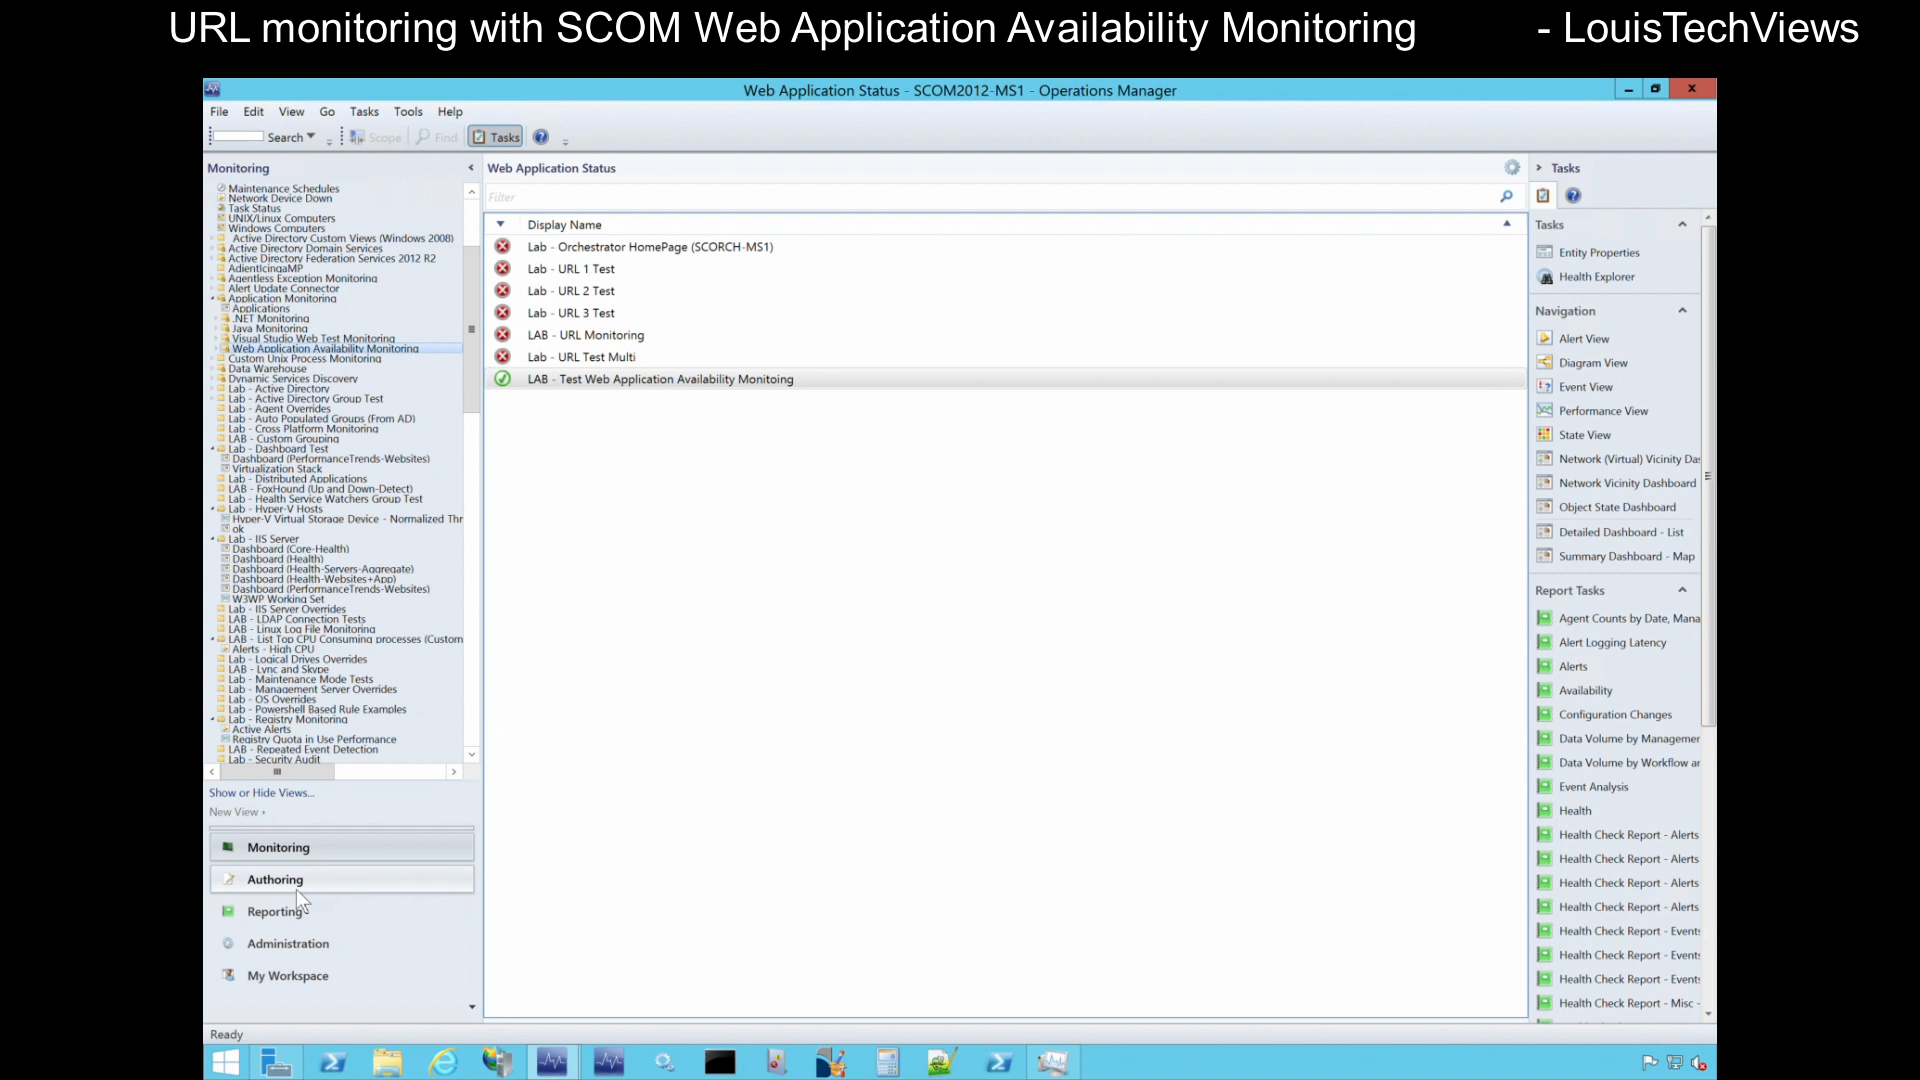 URL monitoring with SCOM Web Application Availability Monitoring - LouisTechViews
Web Application Status - SCOM2012-MS1 - Operations Manager
File Edit View Go Tasks Tools Help
Search Scope Find Tasks
Monitoring
Maintenance Schedules
Network Device Down
Task Status
UNIX/Linux Computers
Windows Computers
Active Directory Custom Views (Windows 2008)
Active Directory Domain Services
Active Directory Federation Services 2012 R2
AdientIcingaMP
Agentless Exception Monitoring
Alert Update Connector
Application Monitoring
Applications
.NET Monitoring
Java Monitoring
Visual Studio Web Test Monitoring
Web Application Availability Monitoring
Custom Unix Process Monitoring
Data Warehouse
Dynamic Services Discovery
Lab - Active Directory
Lab - Active Directory Group Test
Lab - Agent Overrides
Lab - Auto Populated Groups (From AD)
Lab - Cross Platform Monitoring
LAB - Custom Grouping
Lab - Dashboard Test
Dashboard (PerformanceTrends-Websites)
Virtualization Stack
Lab - Distributed Applications
LAB - FoxHound (Up and Down-Detect)
Lab - Health Service Watchers Group Test
Lab - Hyper-V Hosts
Hyper-V Virtual Storage Device - Normalized Thr
ok
Lab - IIS Server
Dashboard (Core-Health)
Dashboard (Health)
Dashboard (Health-Servers-Aggregate)
Dashboard (Health-Websites+App)
Dashboard (PerformanceTrends-Websites)
W3WP Working Set
Lab - IIS Server Overrides
LAB - LDAP Connection Tests
LAB - Linux Log File Monitoring
LAB - List Top CPU Consuming processes (Custom
Alerts - High CPU
Lab - Logical Drives Overrides
LAB - Lync and Skype
Lab - Maintenance Mode Tests
Lab - Management Server Overrides
Lab - OS Overrides
Lab - Powershell Based Rule Examples
Lab - Registry Monitoring
Active Alerts
Registry Quota in Use Performance
LAB - Repeated Event Detection
Lab - Security Audit
Show or Hide Views...
New View
Monitoring
Authoring
Reporting
Administration
My Workspace
Ready
Web Application Status
Filter
Display Name
Lab - Orchestrator HomePage (SCORCH-MS1)
Lab - URL 1 Test
Lab - URL 2 Test
Lab - URL 3 Test
LAB - URL Monitoring
Lab - URL Test Multi
LAB - Test Web Application Availability Monitoing
Tasks
Tasks
Entity Properties
Health Explorer
Navigation
Alert View
Diagram View
Event View
Performance View
State View
Network (Virtual) Vicinity Da
Network Vicinity Dashboard
Object State Dashboard
Detailed Dashboard - List
Summary Dashboard - Map
Report Tasks
Agent Counts by Date, Mana
Alert Logging Latency
Alerts
Availability
Configuration Changes
Data Volume by Managemen
Data Volume by Workflow an
Event Analysis
Health
Health Check Report - Alerts
Health Check Report - Alerts
Health Check Report - Alerts
Health Check Report - Alerts
Health Check Report - Events
Health Check Report - Events
Health Check Report - Events
Health Check Report - Misc -